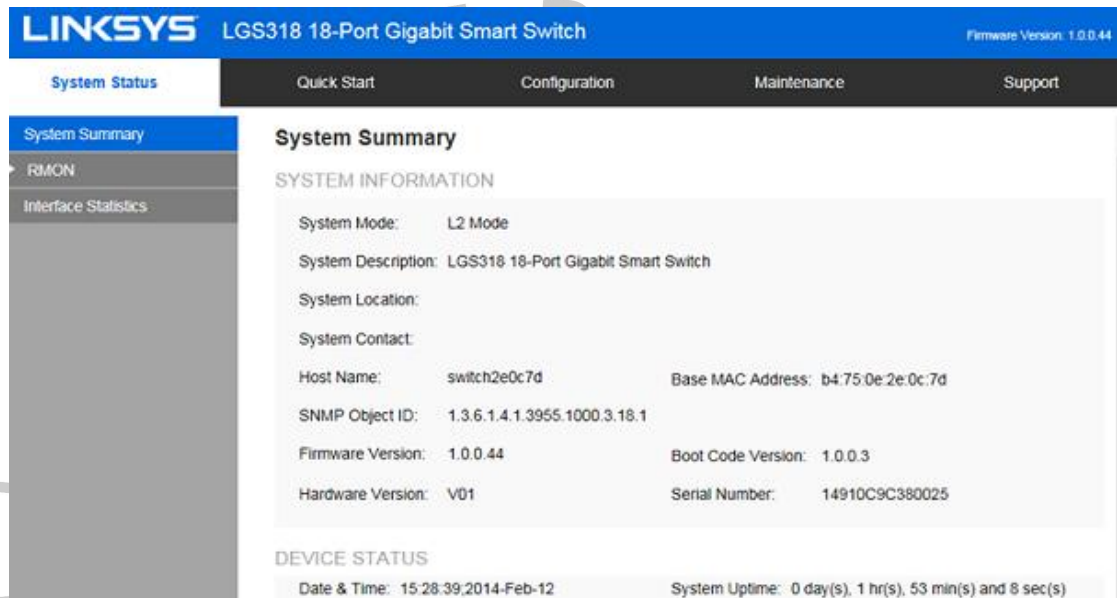 LINKSYS LGS318 18-Port Gigabit Smart Switch Firmware Version: 1.0.0.44
System Status Quick Start Configuration Maintenance Support
System Summary
RMON
Interface Statistics
System Summary
SYSTEM INFORMATION
System Mode: L2 Mode
System Description: LGS318 18-Port Gigabit Smart Switch
System Location:
System Contact:
Host Name: switch2e0c7d Base MAC Address: b4:75:0e:2e:0c:7d
SNMP Object ID: 1.3.6.1.4.1.3955.1000.3.18.1
Firmware Version: 1.0.0.44 Boot Code Version: 1.0.0.3
Hardware Version: V01 Serial Number: 14910C9C380025
DEVICE STATUS
Date & Time: 15:28:39;2014-Feb-12 System Uptime: 0 day(s), 1 hr(s), 53 min(s) and 8 sec(s)